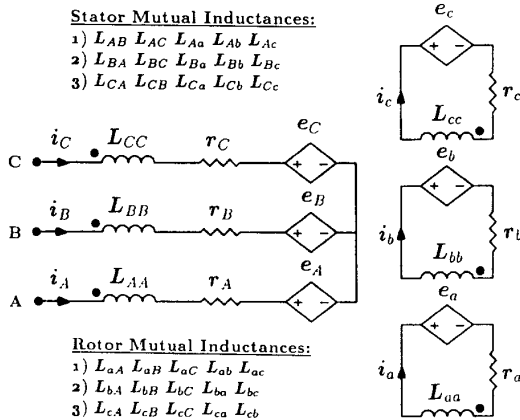 Stator Mutual Inductances:
1) L_AB L_AC L_Aa L_Ab L_Ac
2) L_BA L_BC L_Ba L_Bb L_Bc
3) L_CA L_CB L_Ca L_Cb L_Cc
C i_C L_CC r_C e_C + −
B i_B L_BB r_B e_B + −
A i_A L_AA r_A e_A + −
Rotor Mutual Inductances:
1) L_aA L_aB L_aC L_ab L_ac
2) L_bA L_bB L_bC L_ba L_bc
3) L_cA L_cB L_cC L_ca L_cb
e_c
+ −
i_c L_cc r_c
e_b
+ −
i_b L_bb r_b
e_a
+ −
i_a L_aa r_a